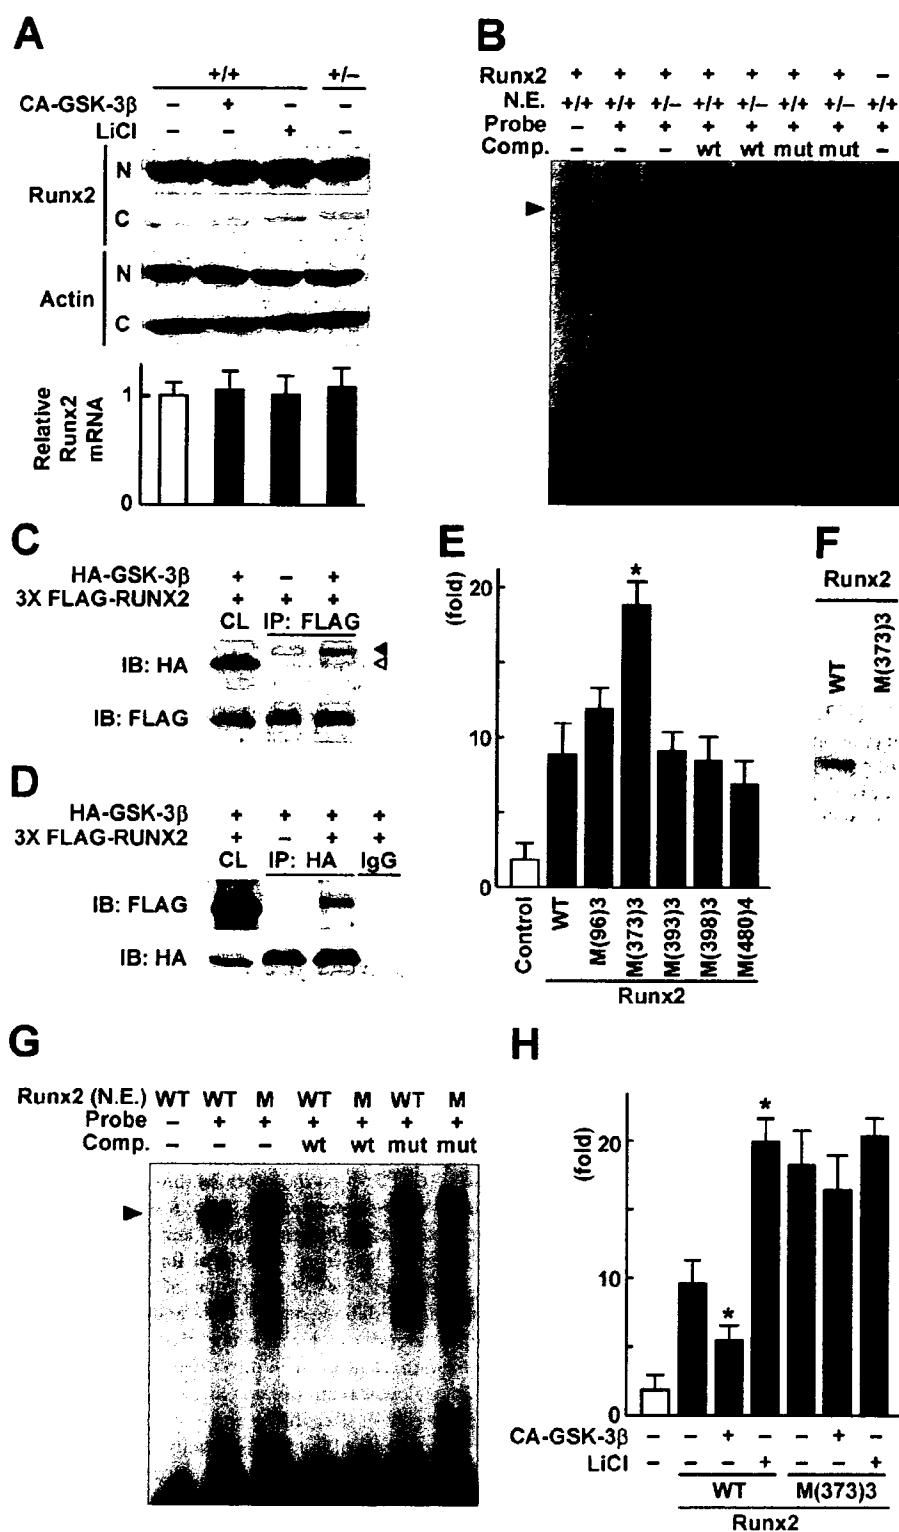 A
+/+ +/–
CA-GSK-3β – + – –
LiCl – – + –
Runx2
N
C
Actin
N
C
Relative
Runx2
mRNA
1
0
B
Runx2 + + + + + + + –
N.E. +/+ +/+ +/– +/+ +/– +/+ +/– +/+
Probe – + + + + + + +
Comp. – – – wt wt mut mut –
C
HA-GSK-3β + – +
3X FLAG-RUNX2 + + +
CL IP: FLAG
IB: HA
IB: FLAG
D
HA-GSK-3β + + + +
3X FLAG-RUNX2 + – + +
CL IP: HA IgG
IB: FLAG
IB: HA
E
(fold)
20
10
0
*
Control
WT
M(96)3
M(373)3
M(393)3
M(398)3
M(480)4
Runx2
F
Runx2
WT
M(373)3
G
Runx2 (N.E.) WT WT M WT M WT M
Probe – + + + + + +
Comp. – – – wt wt mut mut
H
(fold)
20
10
0
*
*
CA-GSK-3β – – + – – + –
LiCl – – – + – – +
WT M(373)3
Runx2